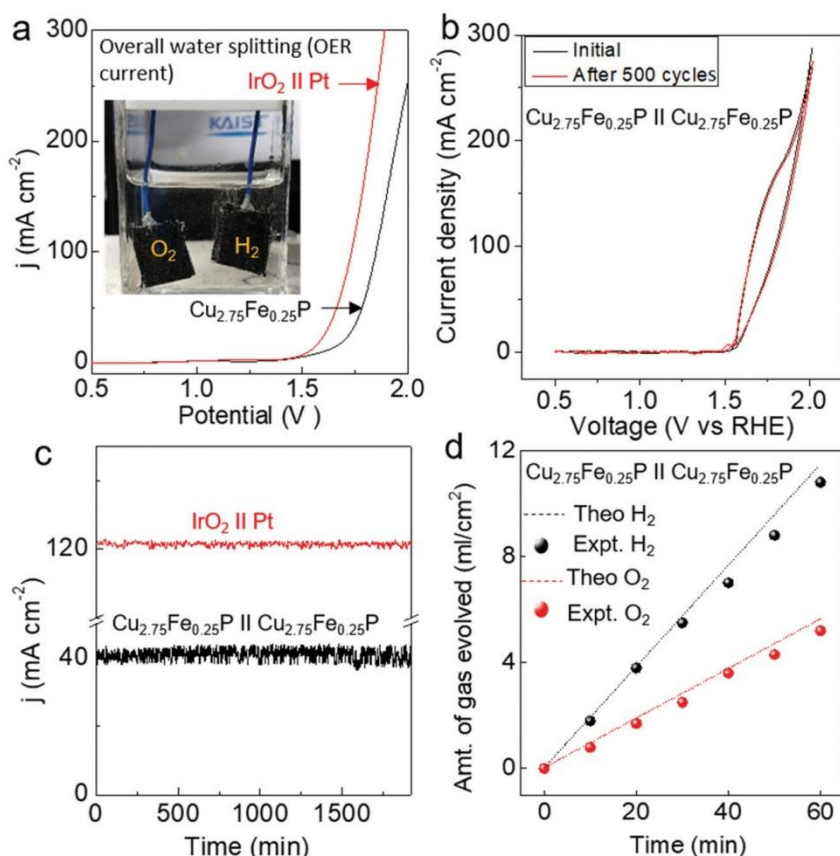 a
300
200
100
0
0.5
1.0
1.5
2.0
j (mA cm-2)
Potential (V )
Overall water splitting (OER
current)
IrO2 II Pt
KAIST
O2
H2
Cu2.75Fe0.25P
b
300
200
100
0
0.5
1.0
1.5
2.0
Current density (mA cm-2)
Voltage (V vs RHE)
Initial
After 500 cycles
Cu2.75Fe0.25P II Cu2.75Fe0.25P
c
120
40
0
0
500
1000
1500
j (mA cm-2)
Time (min)
IrO2 II Pt
Cu2.75Fe0.25P II Cu2.75Fe0.25P
d
12
8
4
0
0
20
40
60
Amt. of gas evolved (ml/cm2)
Time (min)
Cu2.75Fe0.25P II Cu2.75Fe0.25P
Theo H2
Expt. H2
Theo O2
Expt. O2